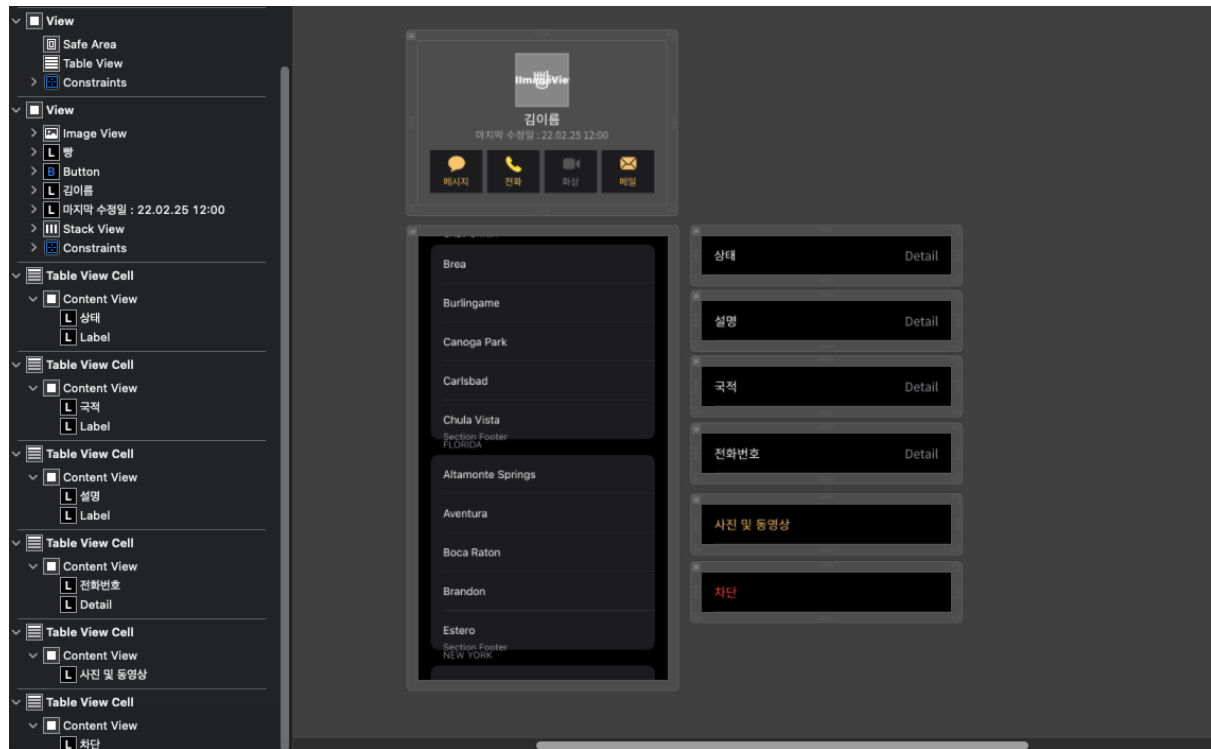 View
Safe Area
Table View
Constraints
View
Image View
L 빵
B Button
L 김이름
L 마지막 수정일 : 22.02.25 12:00
Stack View
Constraints
Table View Cell
Content View
L 상태
L Label
Table View Cell
Content View
L 국적
L Label
Table View Cell
Content View
L 설명
L Label
Table View Cell
Content View
L 전화번호
L Detail
Table View Cell
Content View
L 사진 및 동영상
Table View Cell
Content View
L 차단
빵
김이름
마지막 수정일 : 22.02.25 12:00
메시지 전화 화상 메일
Brea
Burlingame
Canoga Park
Carlsbad
Chula Vista
Section Footer
FLORIDA
Altamonte Springs
Aventura
Boca Raton
Brandon
Estero
Section Footer
NEW YORK
상태 Detail
설명 Detail
국적 Detail
전화번호 Detail
사진 및 동영상
차단